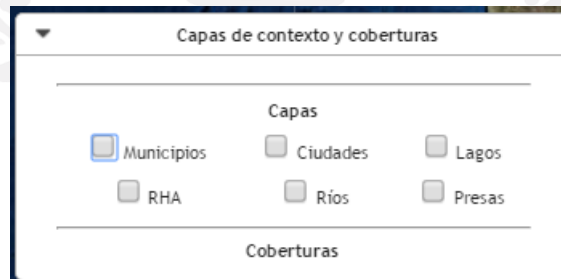 Capas de contexto y coberturas
Capas
Municipios Ciudades Lagos
RHA Ríos Presas
Coberturas